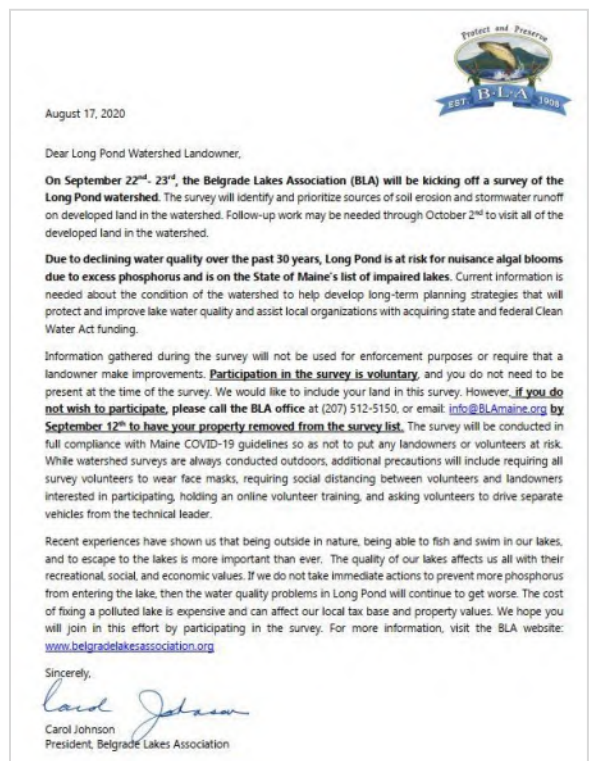 Protect and Preserve
EST. B·L·A 1908
August 17, 2020
Dear Long Pond Watershed Landowner,
On September 22nd- 23rd, the Belgrade Lakes Association (BLA) will be kicking off a survey of the
Long Pond watershed. The survey will identify and prioritize sources of soil erosion and stormwater runoff
on developed land in the watershed. Follow-up work may be needed through October 2nd to visit all of the
developed land in the watershed.
Due to declining water quality over the past 30 years, Long Pond is at risk for nuisance algal blooms
due to excess phosphorus and is on the State of Maine's list of impaired lakes. Current information is
needed about the condition of the watershed to help develop long-term planning strategies that will
protect and improve lake water quality and assist local organizations with acquiring state and federal Clean
Water Act funding.
Information gathered during the survey will not be used for enforcement purposes or require that a
landowner make improvements. Participation in the survey is voluntary, and you do not need to be
present at the time of the survey. We would like to include your land in this survey. However, if you do
not wish to participate, please call the BLA office at (207) 512-5150, or email: info@BLAmaine.org by
September 12th to have your property removed from the survey list. The survey will be conducted in
full compliance with Maine COVID-19 guidelines so as not to put any landowners or volunteers at risk.
While watershed surveys are always conducted outdoors, additional precautions will include requiring all
survey volunteers to wear face masks, requiring social distancing between volunteers and landowners
interested in participating, holding an online volunteer training, and asking volunteers to drive separate
vehicles from the technical leader.
Recent experiences have shown us that being outside in nature, being able to fish and swim in our lakes,
and to escape to the lakes is more important than ever. The quality of our lakes affects us all with their
recreational, social, and economic values. If we do not take immediate actions to prevent more phosphorus
from entering the lake, then the water quality problems in Long Pond will continue to get worse. The cost
of fixing a polluted lake is expensive and can affect our local tax base and property values. We hope you
will join in this effort by participating in the survey. For more information, visit the BLA website:
www.belgradelakesassociation.org
Sincerely,
Carol Johnson
Carol Johnson
President, Belgrade Lakes Association